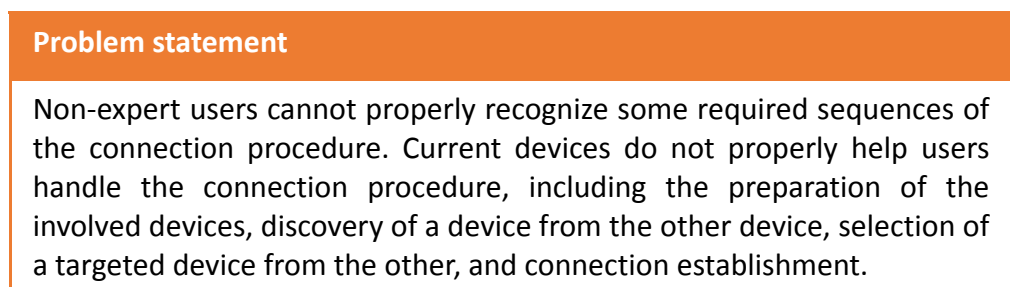 Problem statement
Non-expert users cannot properly recognize some required sequences of
the connection procedure. Current devices do not properly help users
handle the connection procedure, including the preparation of the
involved devices, discovery of a device from the other device, selection of
a targeted device from the other, and connection establishment.